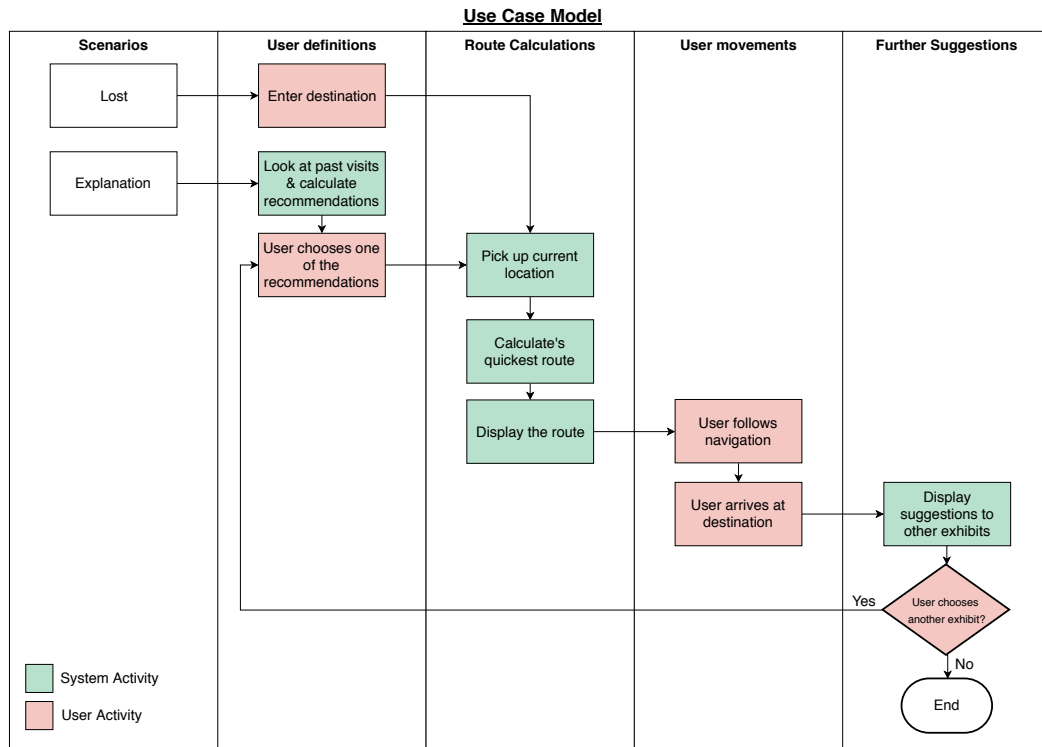 Use Case Model
Scenarios
User definitions
Route Calculations
User movements
Further Suggestions
Lost
Enter destination
Explanation
Look at past visits
& calculate
recommendations
User chooses one
of the
recommendations
Pick up current
location
Calculate's
quickest route
Display the route
User follows
navigation
User arrives at
destination
Display
suggestions to
other exhibits
User chooses
another exhibit?
Yes
No
End
System Activity
User Activity